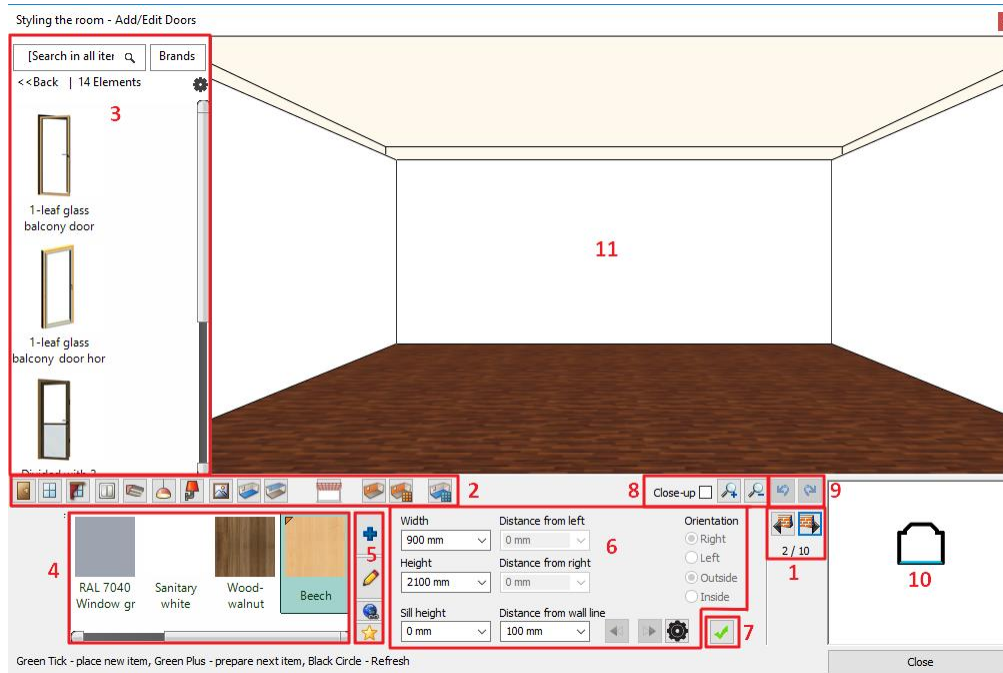 Styling the room - Add/Edit Doors
[Search in all iter
Brands
<<Back | 14 Elements
3
1-leaf glass
balcony door
1-leaf glass
balcony door hor
11
2
8
Close-up
9
4
RAL 7040
Window gr
Sanitary
white
Wood-
walnut
Beech
5
Width
900 mm
Height
2100 mm
Sill height
0 mm
Distance from left
0 mm
Distance from right
0 mm
Distance from wall line
100 mm
6
Orientation
Right
Left
Outside
Inside
7
2 / 10
1
10
Green Tick - place new item, Green Plus - prepare next item, Black Circle - Refresh
Close